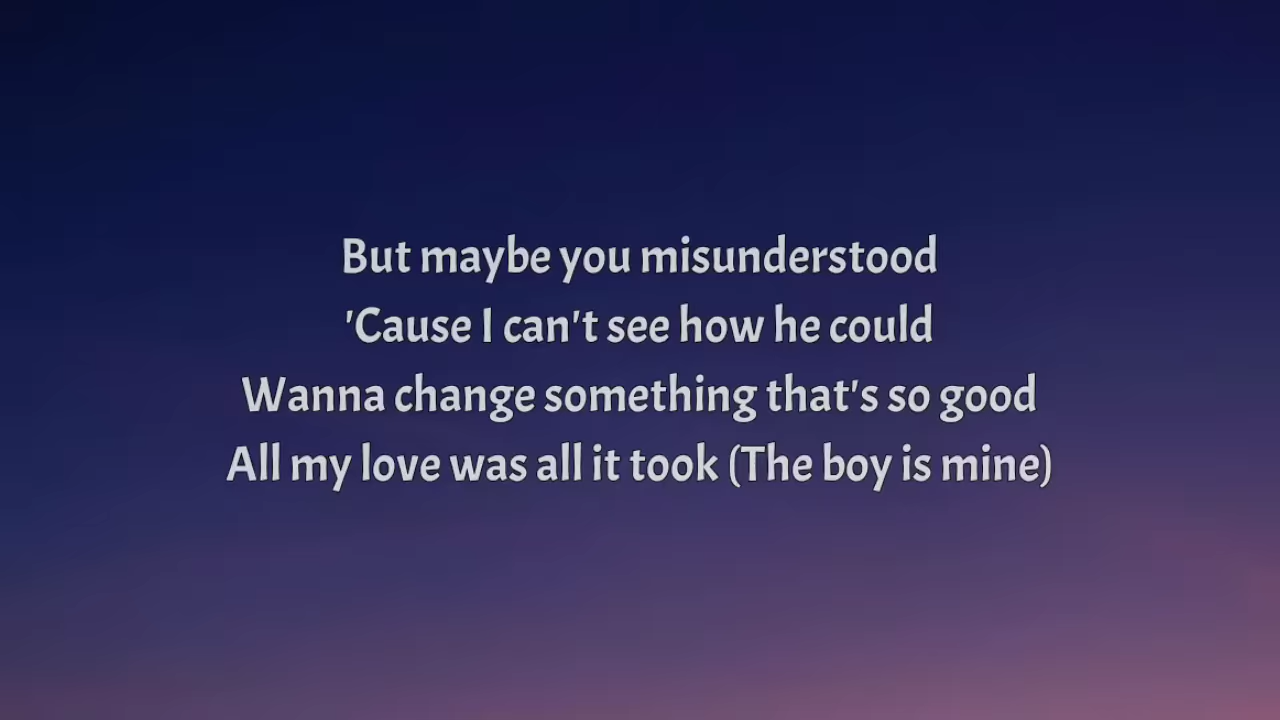 But maybe you misunderstood
'Cause I can't see how he could
Wanna change something that's so good
All my love was all it took (The boy is mine)